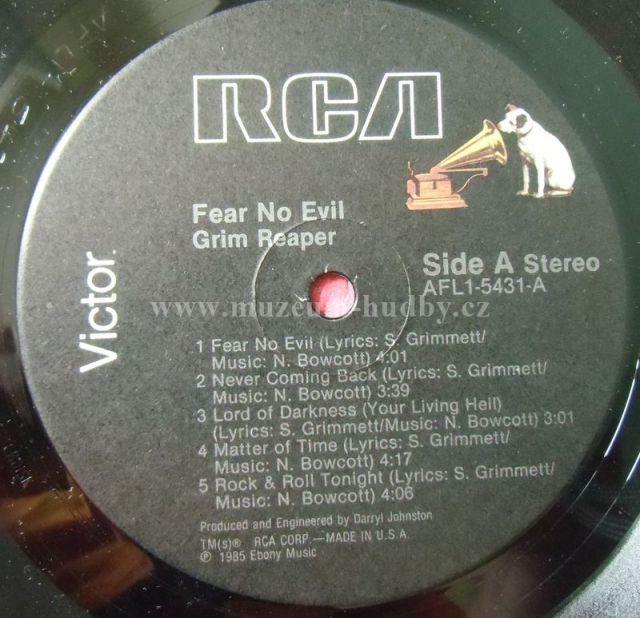 RCA
Fear No Evil
Grim Reaper
Side A Stereo
AFL1-5431-A
Victor.
www.muzeum-hudby.cz
1 Fear No Evil (Lyrics: S. Grimmett/
Music: N. Bowcott) 4:01
2 Never Coming Back (Lyrics: S. Grimmett/
Music: N. Bowcott) 3:39
3 Lord of Darkness (Your Living Hell)
(Lyrics: S. Grimmett/Music: N. Bowcott) 3:01
4 Matter of Time (Lyrics: S. Grimmett/
Music: N. Bowcott) 4:17
5 Rock & Roll Tonight (Lyrics: S. Grimmett/
Music: N. Bowcott) 4:06
Produced and Engineered by Darryl Johnston
TM(s)® RCA CORP.—MADE IN U.S.A.
℗ 1985 Ebony Music